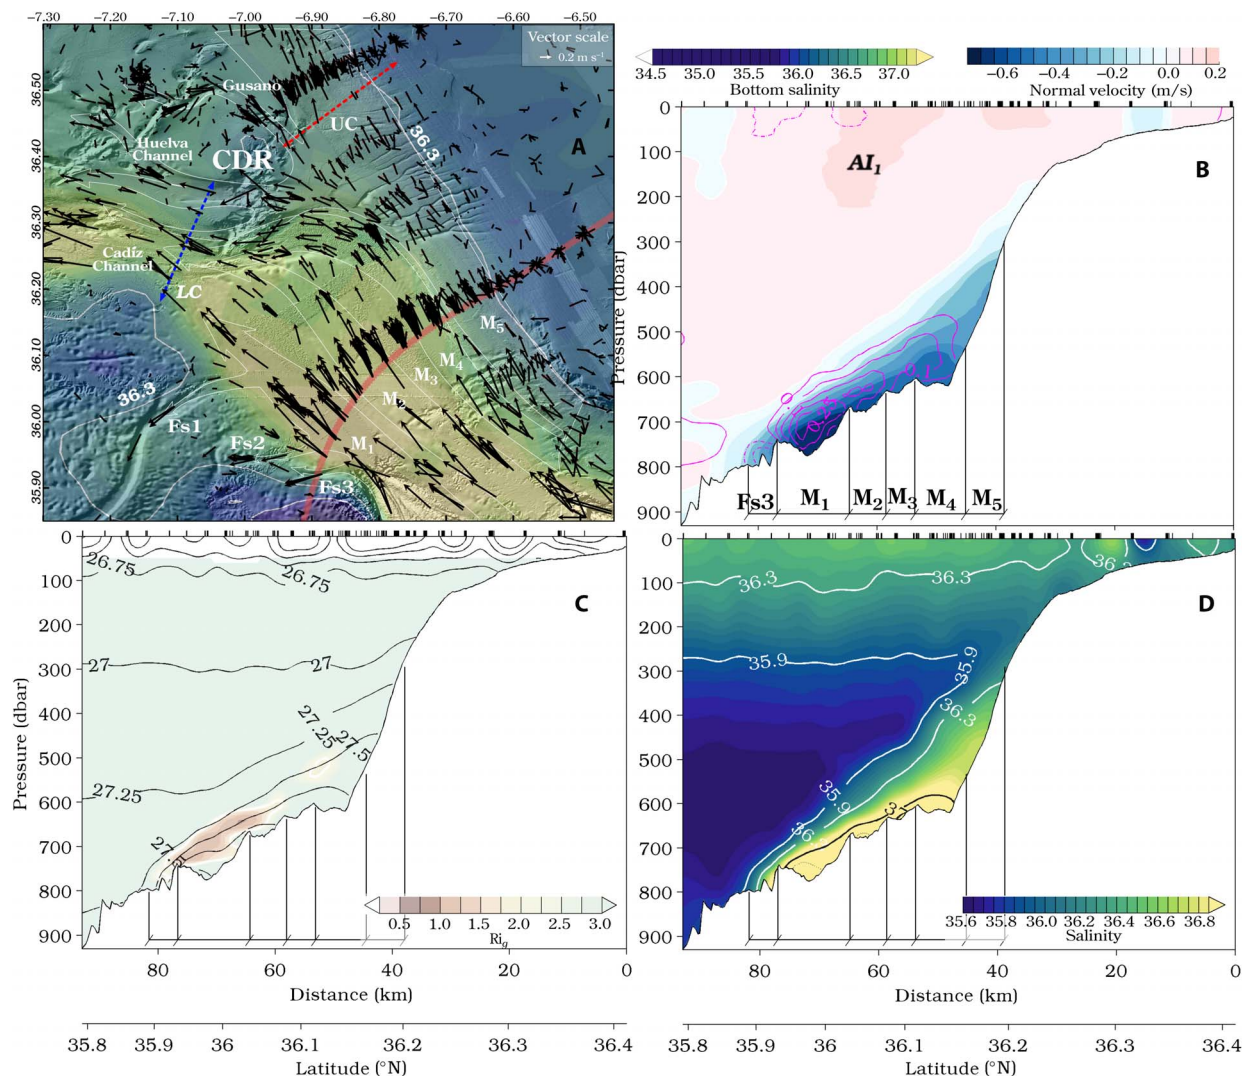 −7.30 −7.20 −7.10 −7.00 −6.90 −6.80 −6.70 −6.60 −6.50
Vector scale
0.2 m s⁻¹
36.50
36.40
36.30
36.20
36.10
36.00
35.90
Gusano
UC
36.3
A
Huelva
Channel
CDR
Cadíz
Channel
LC
M5
M4
M3
M2
M1
36.3
Fs1
Fs2
Fs3
34.5 35.0 35.5 36.0 36.5 37.0
Bottom salinity
−0.6 −0.4 −0.2 0.0 0.2
Normal velocity (m/s)
0
100
200
300
400
500
600
700
800
900
Pressure (dbar)
AI1
B
Fs3 M1 M2 M3 M4 M5
0
100
200
300
400
500
600
700
800
900
Pressure (dbar)
26.75
26.75
C
27
27
27.25
27.5
27.25
27.5
0.5 1.0 1.5 2.0 2.5 3.0
Rig
80 60 40 20 0
Distance (km)
35.8 35.9 36 36.1 36.2 36.3 36.4
Latitude (°N)
0
100
200
300
400
500
600
700
800
900
36.3
36.3
D
35.9
35.9
36.3
35.9
37
35.6 35.8 36.0 36.2 36.4 36.6 36.8
Salinity
80 60 40 20 0
Distance (km)
35.8 35.9 36 36.1 36.2 36.3 36.4
Latitude (°N)